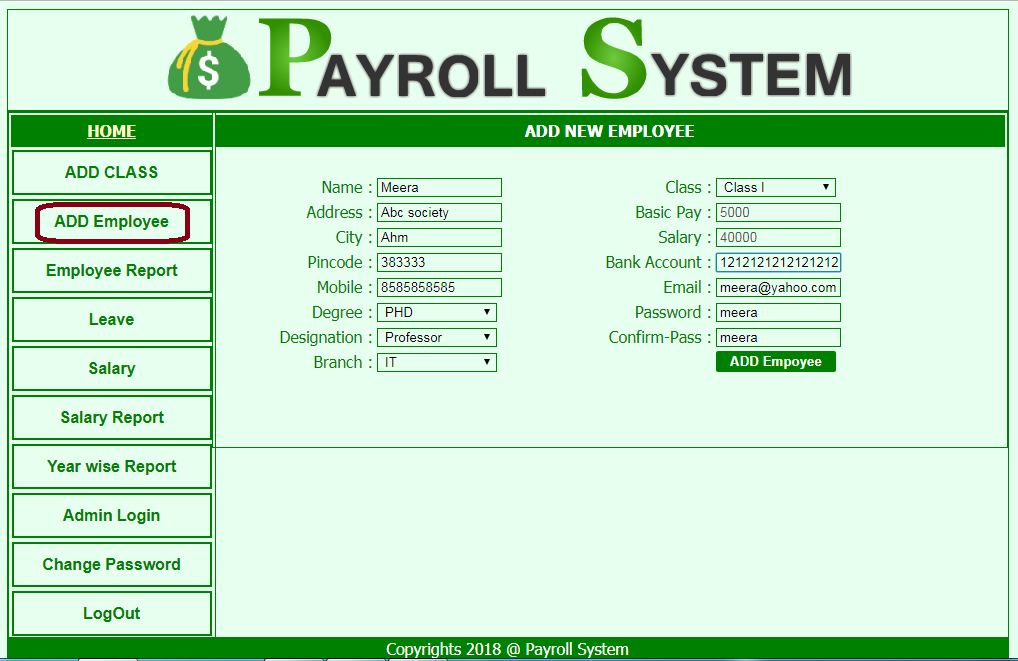 $ PAYROLL SYSTEM
HOME
ADD NEW EMPLOYEE
ADD CLASS
ADD Employee
Employee Report
Leave
Salary
Salary Report
Year wise Report
Admin Login
Change Password
LogOut
Name : Meera
Address : Abc society
City : Ahm
Pincode : 383333
Mobile : 8585858585
Degree : PHD
Designation : Professor
Branch : IT
Class : Class I
Basic Pay : 5000
Salary : 40000
Bank Account : 1212121212121212
Email : meera@yahoo.com
Password : meera
Confirm-Pass : meera
ADD Empoyee
Copyrights 2018 @ Payroll System